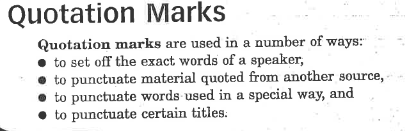 Quotation Marks
Quotation marks are used in a number of ways:
● to set off the exact words of a speaker,
● to punctuate material quoted from another source,
● to punctuate words used in a special way, and
● to punctuate certain titles.